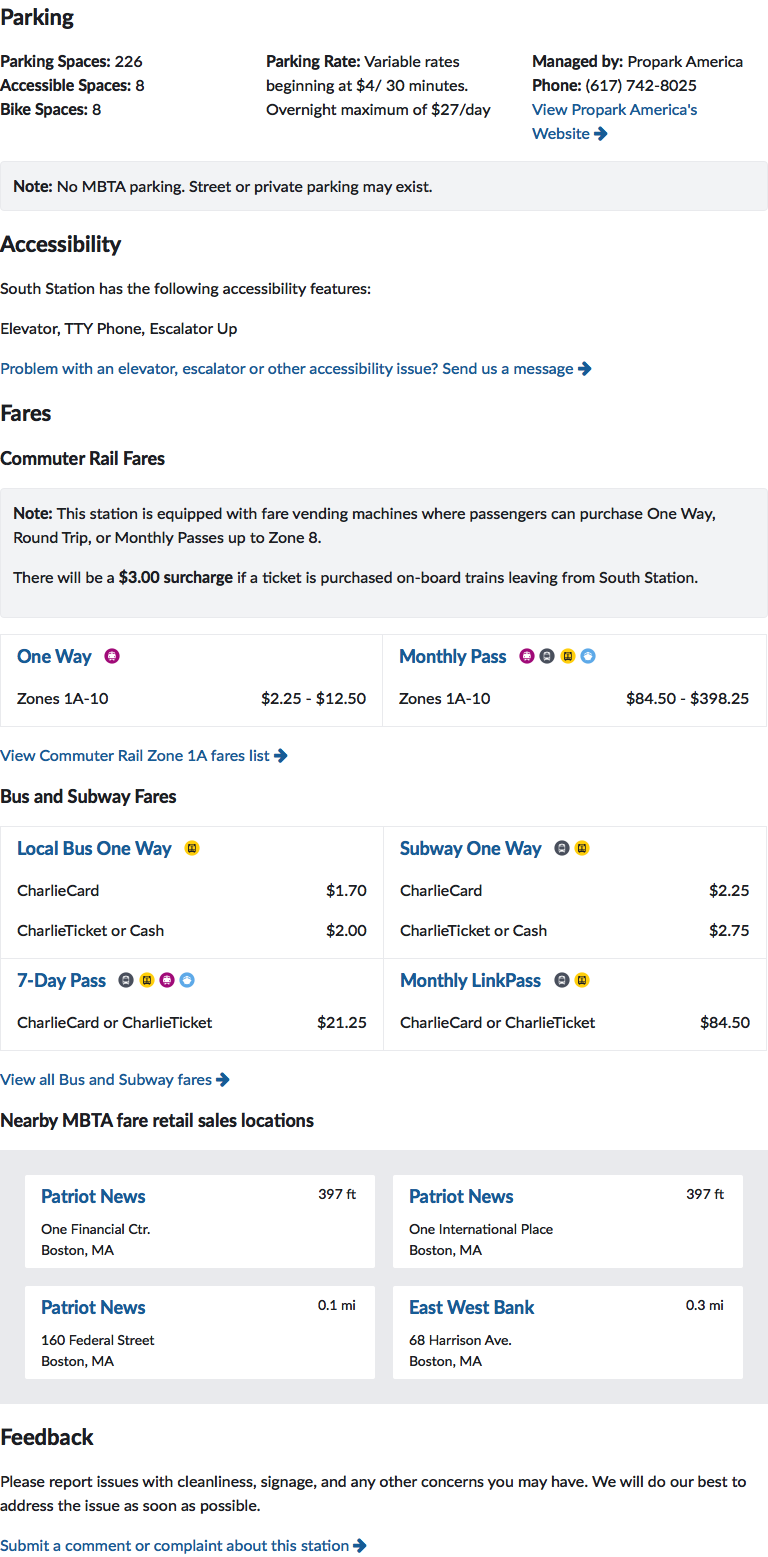 Parking
Parking Spaces: 226
Accessible Spaces: 8
Bike Spaces: 8
Parking Rate: Variable rates
beginning at $4/ 30 minutes.
Overnight maximum of $27/day
Managed by: Propark America
Phone: (617) 742-8025
View Propark America's
Website
Note: No MBTA parking. Street or private parking may exist.
Accessibility
South Station has the following accessibility features:
Elevator, TTY Phone, Escalator Up
Problem with an elevator, escalator or other accessibility issue? Send us a message
Fares
Commuter Rail Fares
Note: This station is equipped with fare vending machines where passengers can purchase One Way,
Round Trip, or Monthly Passes up to Zone 8.
There will be a $3.00 surcharge if a ticket is purchased on-board trains leaving from South Station.
One Way
Zones 1A-10 $2.25 - $12.50
Monthly Pass
Zones 1A-10 $84.50 - $398.25
View Commuter Rail Zone 1A fares list
Bus and Subway Fares
Local Bus One Way
CharlieCard $1.70
CharlieTicket or Cash $2.00
Subway One Way
CharlieCard $2.25
CharlieTicket or Cash $2.75
7-Day Pass
CharlieCard or CharlieTicket $21.25
Monthly LinkPass
CharlieCard or CharlieTicket $84.50
View all Bus and Subway fares
Nearby MBTA fare retail sales locations
Patriot News 397 ft
One Financial Ctr.
Boston, MA
Patriot News 397 ft
One International Place
Boston, MA
Patriot News 0.1 mi
160 Federal Street
Boston, MA
East West Bank 0.3 mi
68 Harrison Ave.
Boston, MA
Feedback
Please report issues with cleanliness, signage, and any other concerns you may have. We will do our best to
address the issue as soon as possible.
Submit a comment or complaint about this station